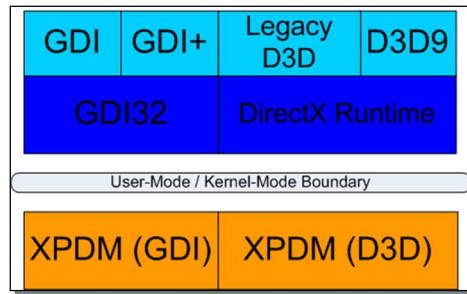 GDI
GDI+
Legacy
D3D
D3D9
GDI32
DirectX Runtime
User-Mode / Kernel-Mode Boundary
XPDM (GDI)
XPDM (D3D)